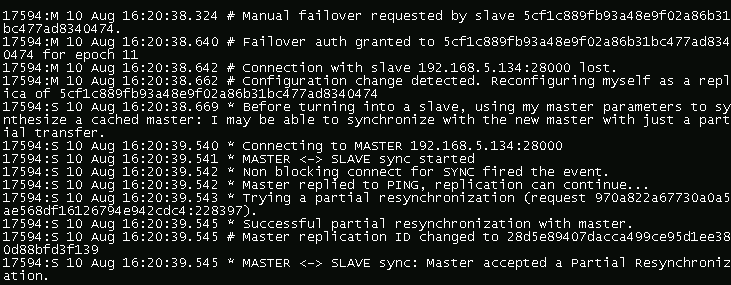 17594:M 10 Aug 16:20:38.324 # Manual failover requested by slave 5cf1c889fb93a48e9f02a86b31
bc477ad8340474.
17594:M 10 Aug 16:20:38.640 # Failover auth granted to 5cf1c889fb93a48e9f02a86b31bc477ad834
0474 for epoch 11
17594:M 10 Aug 16:20:38.642 # Connection with slave 192.168.5.134:28000 lost.
17594:M 10 Aug 16:20:38.662 # Configuration change detected. Reconfiguring myself as a repl
ica of 5cf1c889fb93a48e9f02a86b31bc477ad8340474
17594:S 10 Aug 16:20:38.669 * Before turning into a slave, using my master parameters to sy
nthesize a cached master: I may be able to synchronize with the new master with just a part
ial transfer.
17594:S 10 Aug 16:20:39.540 * Connecting to MASTER 192.168.5.134:28000
17594:S 10 Aug 16:20:39.541 * MASTER <-> SLAVE sync started
17594:S 10 Aug 16:20:39.542 * Non blocking connect for SYNC fired the event.
17594:S 10 Aug 16:20:39.542 * Master replied to PING, replication can continue...
17594:S 10 Aug 16:20:39.543 * Trying a partial resynchronization (request 970a822a67730a0a5
ae568df16126794e942cdc4:228397).
17594:S 10 Aug 16:20:39.545 * Successful partial resynchronization with master.
17594:S 10 Aug 16:20:39.545 # Master replication ID changed to 28d5e89407dacca499ce95d1ee38
0d88bfd3f139
17594:S 10 Aug 16:20:39.545 * MASTER <-> SLAVE sync: Master accepted a Partial Resynchroniz
ation.